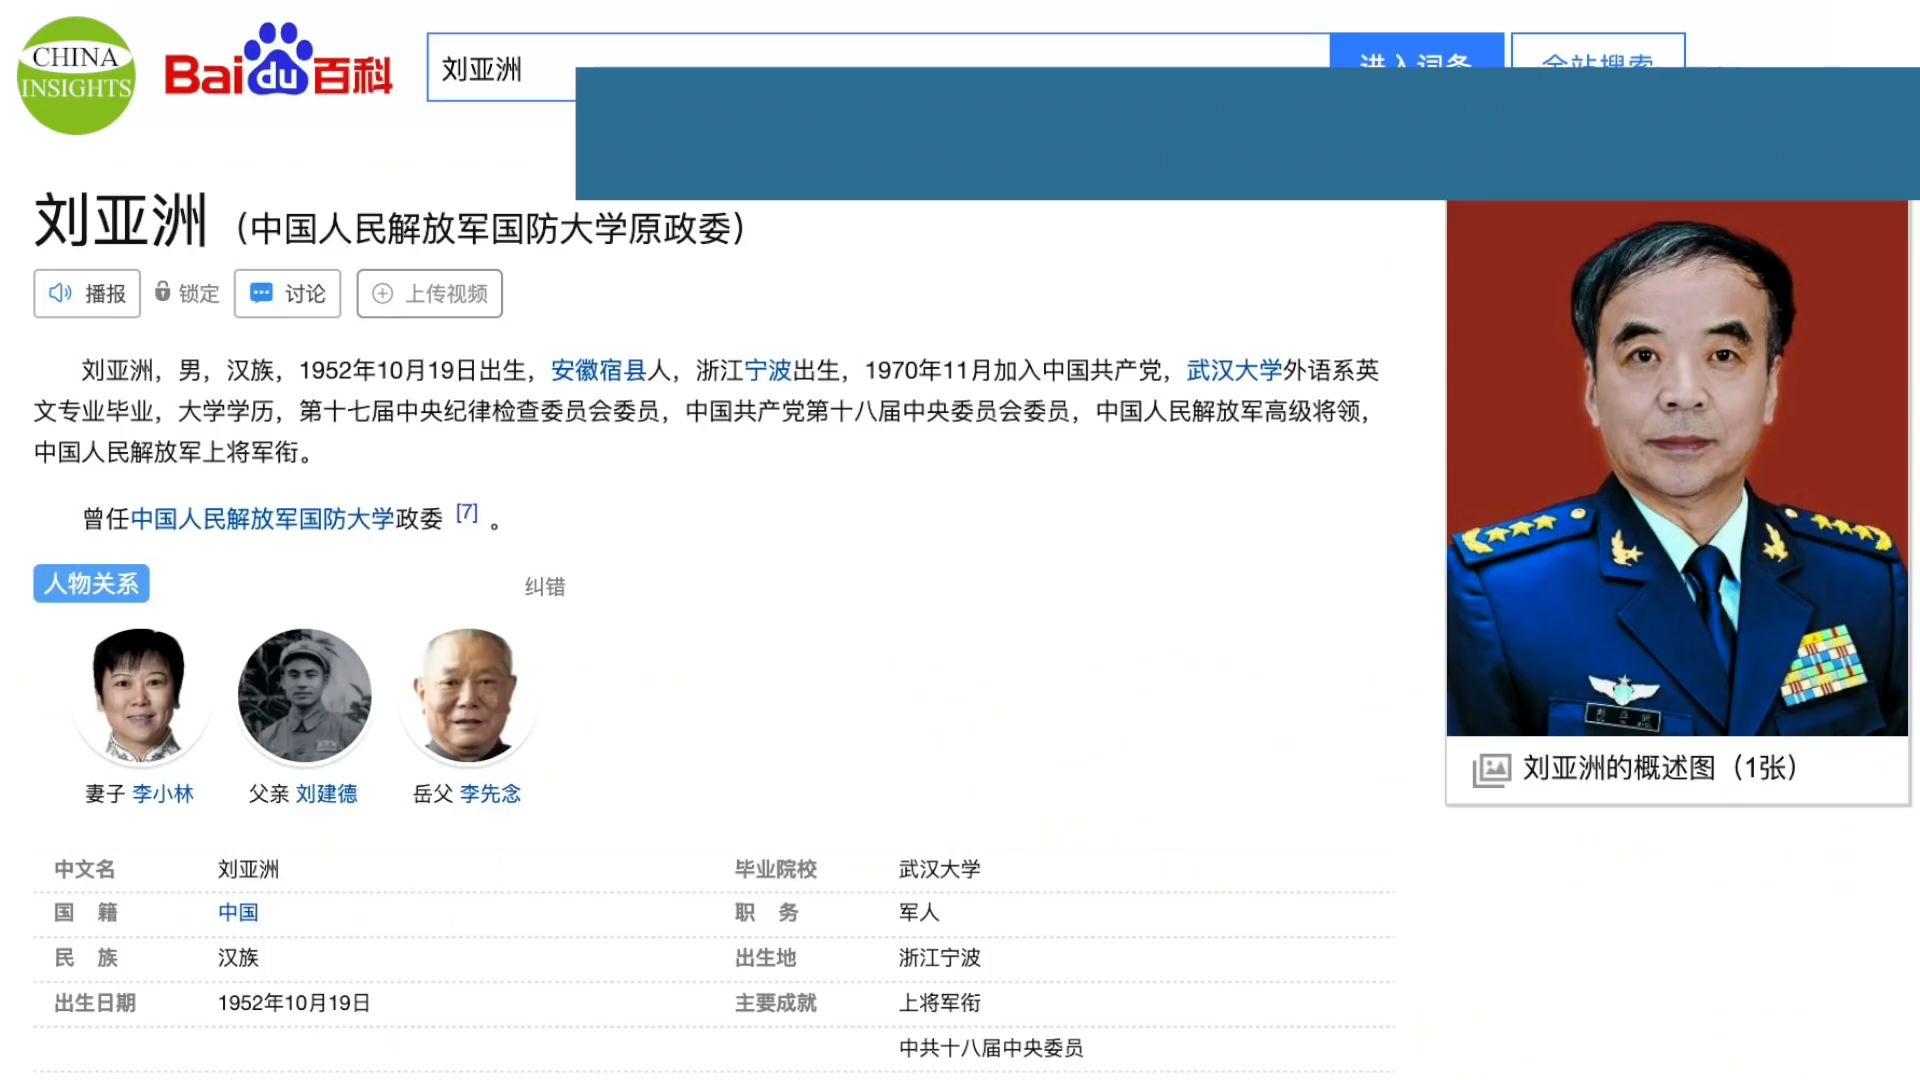 CHINA
INSIGHTS
Baidu百科
刘亚洲
进入词条
全站搜索
刘亚洲（中国人民解放军国防大学原政委）
播报
锁定
讨论
上传视频
刘亚洲，男，汉族，1952年10月19日出生，安徽宿县人，浙江宁波出生，1970年11月加入中国共产党，武汉大学外语系英
文专业毕业，大学学历，第十七届中央纪律检查委员会委员，中国共产党第十八届中央委员会委员，中国人民解放军高级将领，
中国人民解放军上将军衔。
曾任中国人民解放军国防大学政委 [7] 。
人物关系
纠错
妻子 李小林
父亲 刘建德
岳父 李先念
刘亚洲的概述图（1张）
中文名 刘亚洲 毕业院校 武汉大学
国 籍 中国 职 务 军人
民 族 汉族 出生地 浙江宁波
出生日期 1952年10月19日 主要成就 上将军衔
中共十八届中央委员